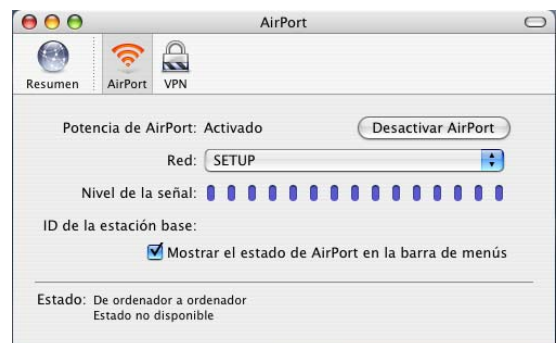 AirPort
Resumen AirPort VPN
Potencia de AirPort: Activado Desactivar AirPort
Red: SETUP
Nivel de la señal:
ID de la estación base:
Mostrar el estado de AirPort en la barra de menús
Estado: De ordenador a ordenador
Estado no disponible